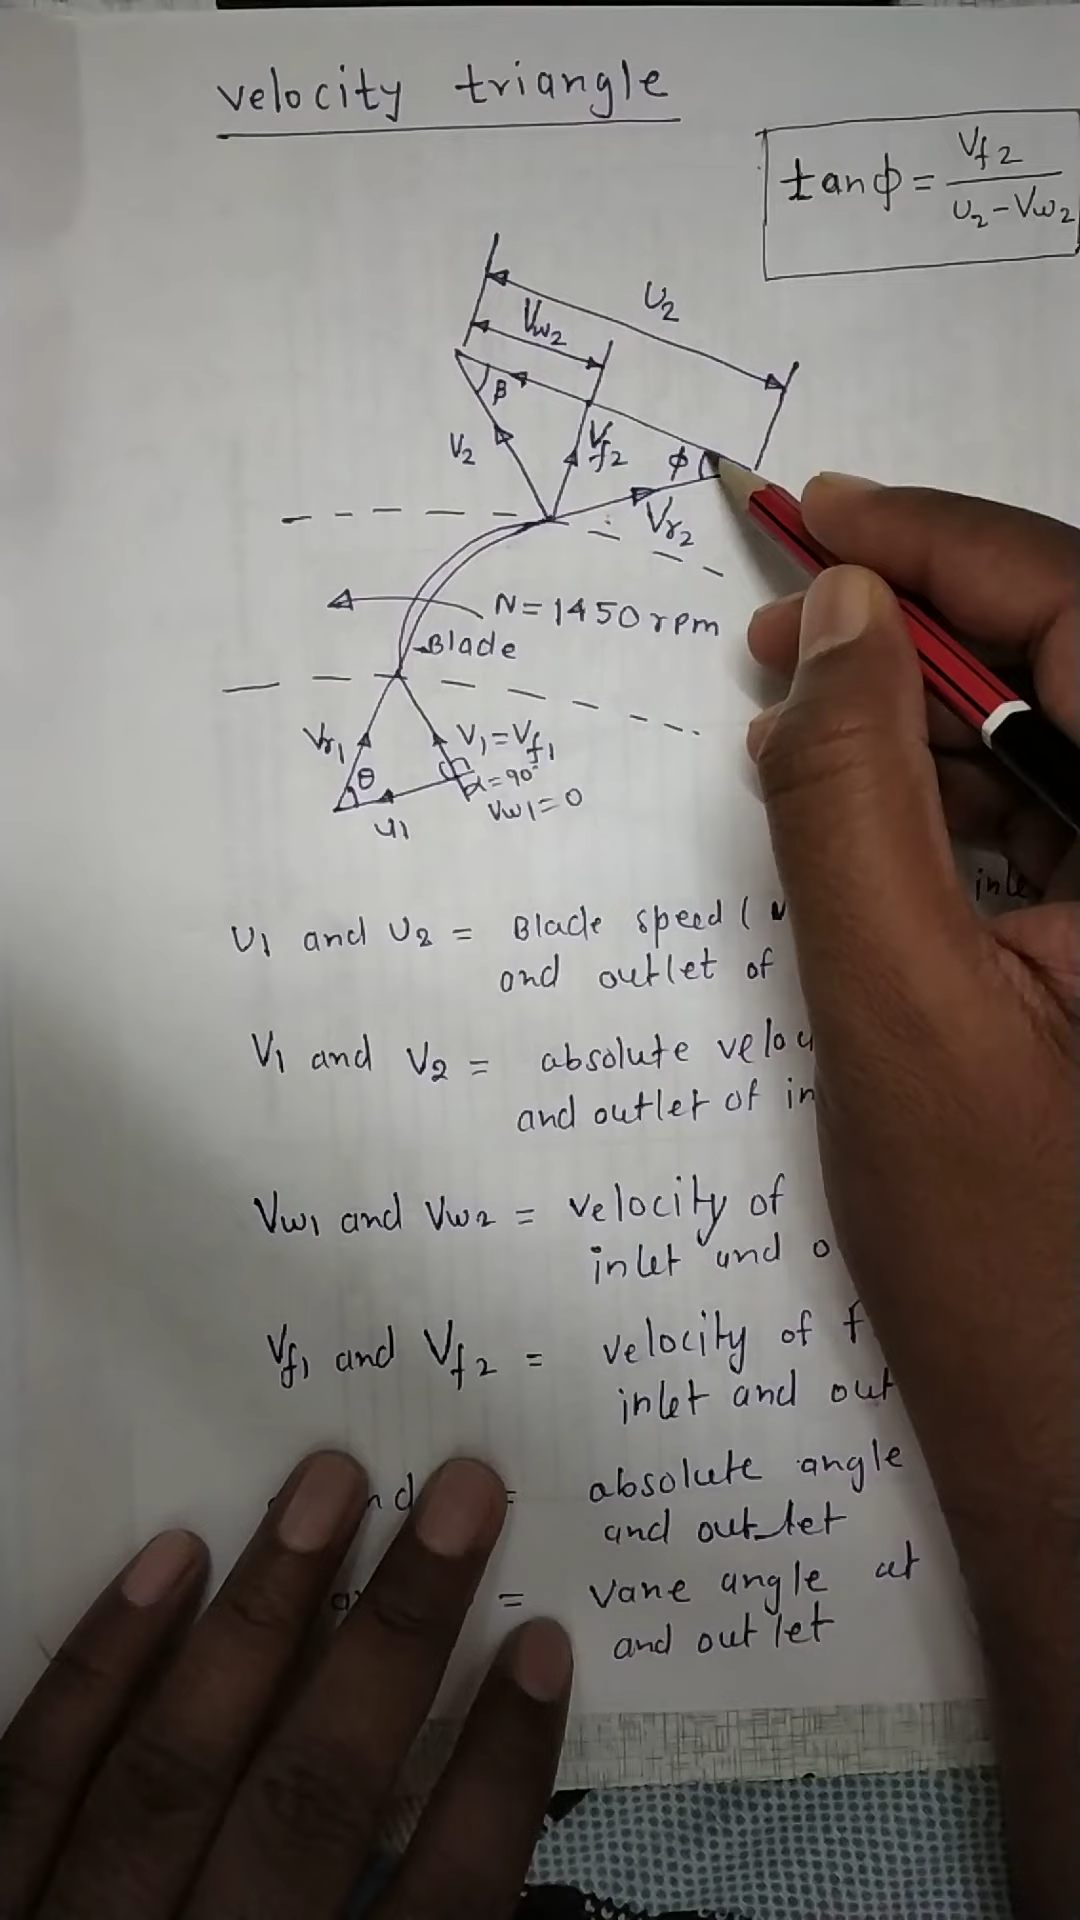 velocity triangle
tanϕ = Vf2 / U2 - Vw2
U2
Vw2
β
V2
Vf2
ϕ
Vr2
N = 1450 rpm
Blade
Vr1
V1 = Vf1
θ
α = 90°
Vw1 = 0
U1
U1 and U2 = Blade speed (
and outlet of
V1 and V2 = absolute
and outlet of
Vw1 and Vw2 = velocity of
inlet and
Vf1 and Vf2 = velocity of
inlet and
= absolute angle
and outlet
= vane angle at
and outlet